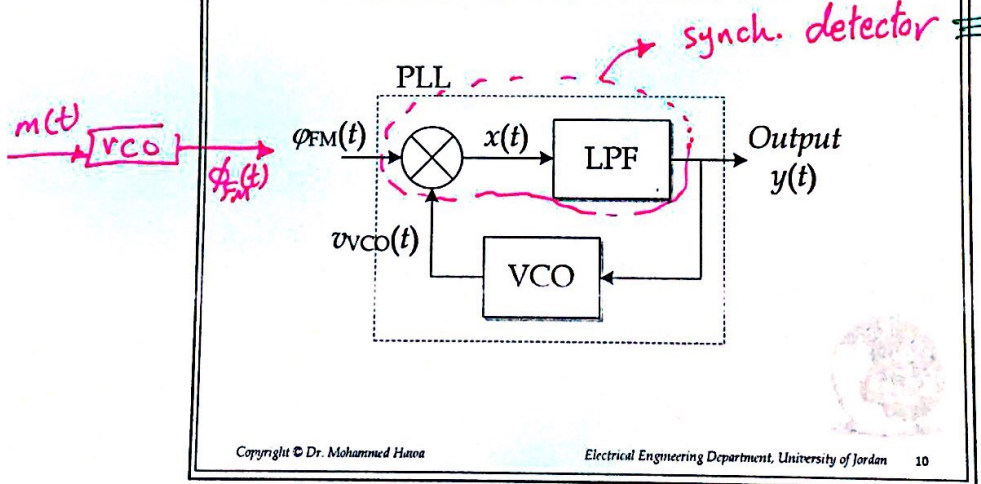 synch. detector
PLL
m(t)
VCO
φFM(t)
φFM(t)
x(t)
LPF
Output
y(t)
vVCO(t)
VCO
Copyright © Dr. Mohammed Hawa
Electrical Engineering Department, University of Jordan
10